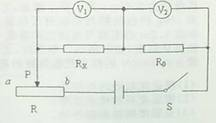 V₁ V₂
Rₓ R₀
a P b
R S